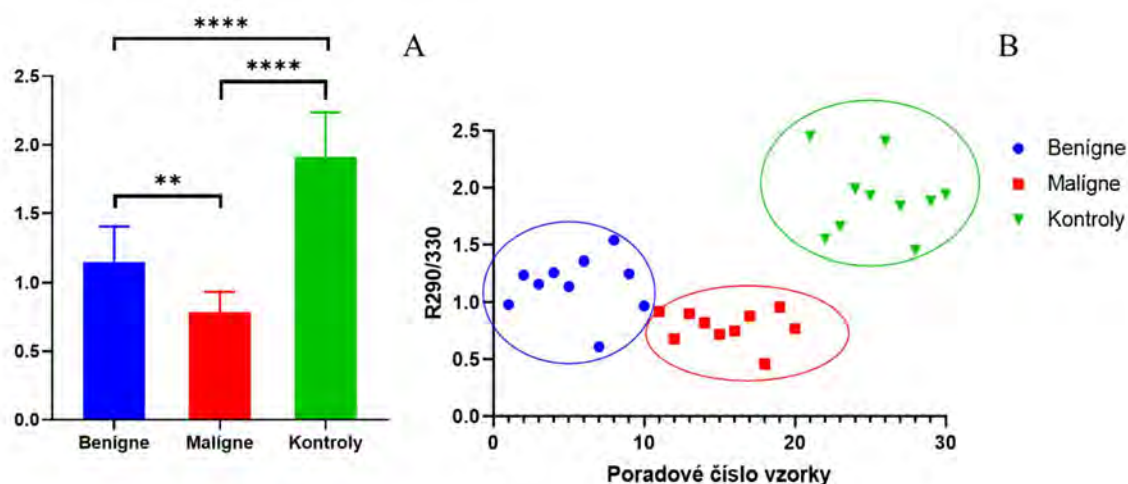 A
****
****
**
2.5
2.0
1.5
1.0
0.5
0.0
Benígne
Malígne
Kontroly
B
R290/330
2.5
2.0
1.5
1.0
0.5
0.0
0
10
20
30
Poradové číslo vzorky
Benígne
Malígne
Kontroly